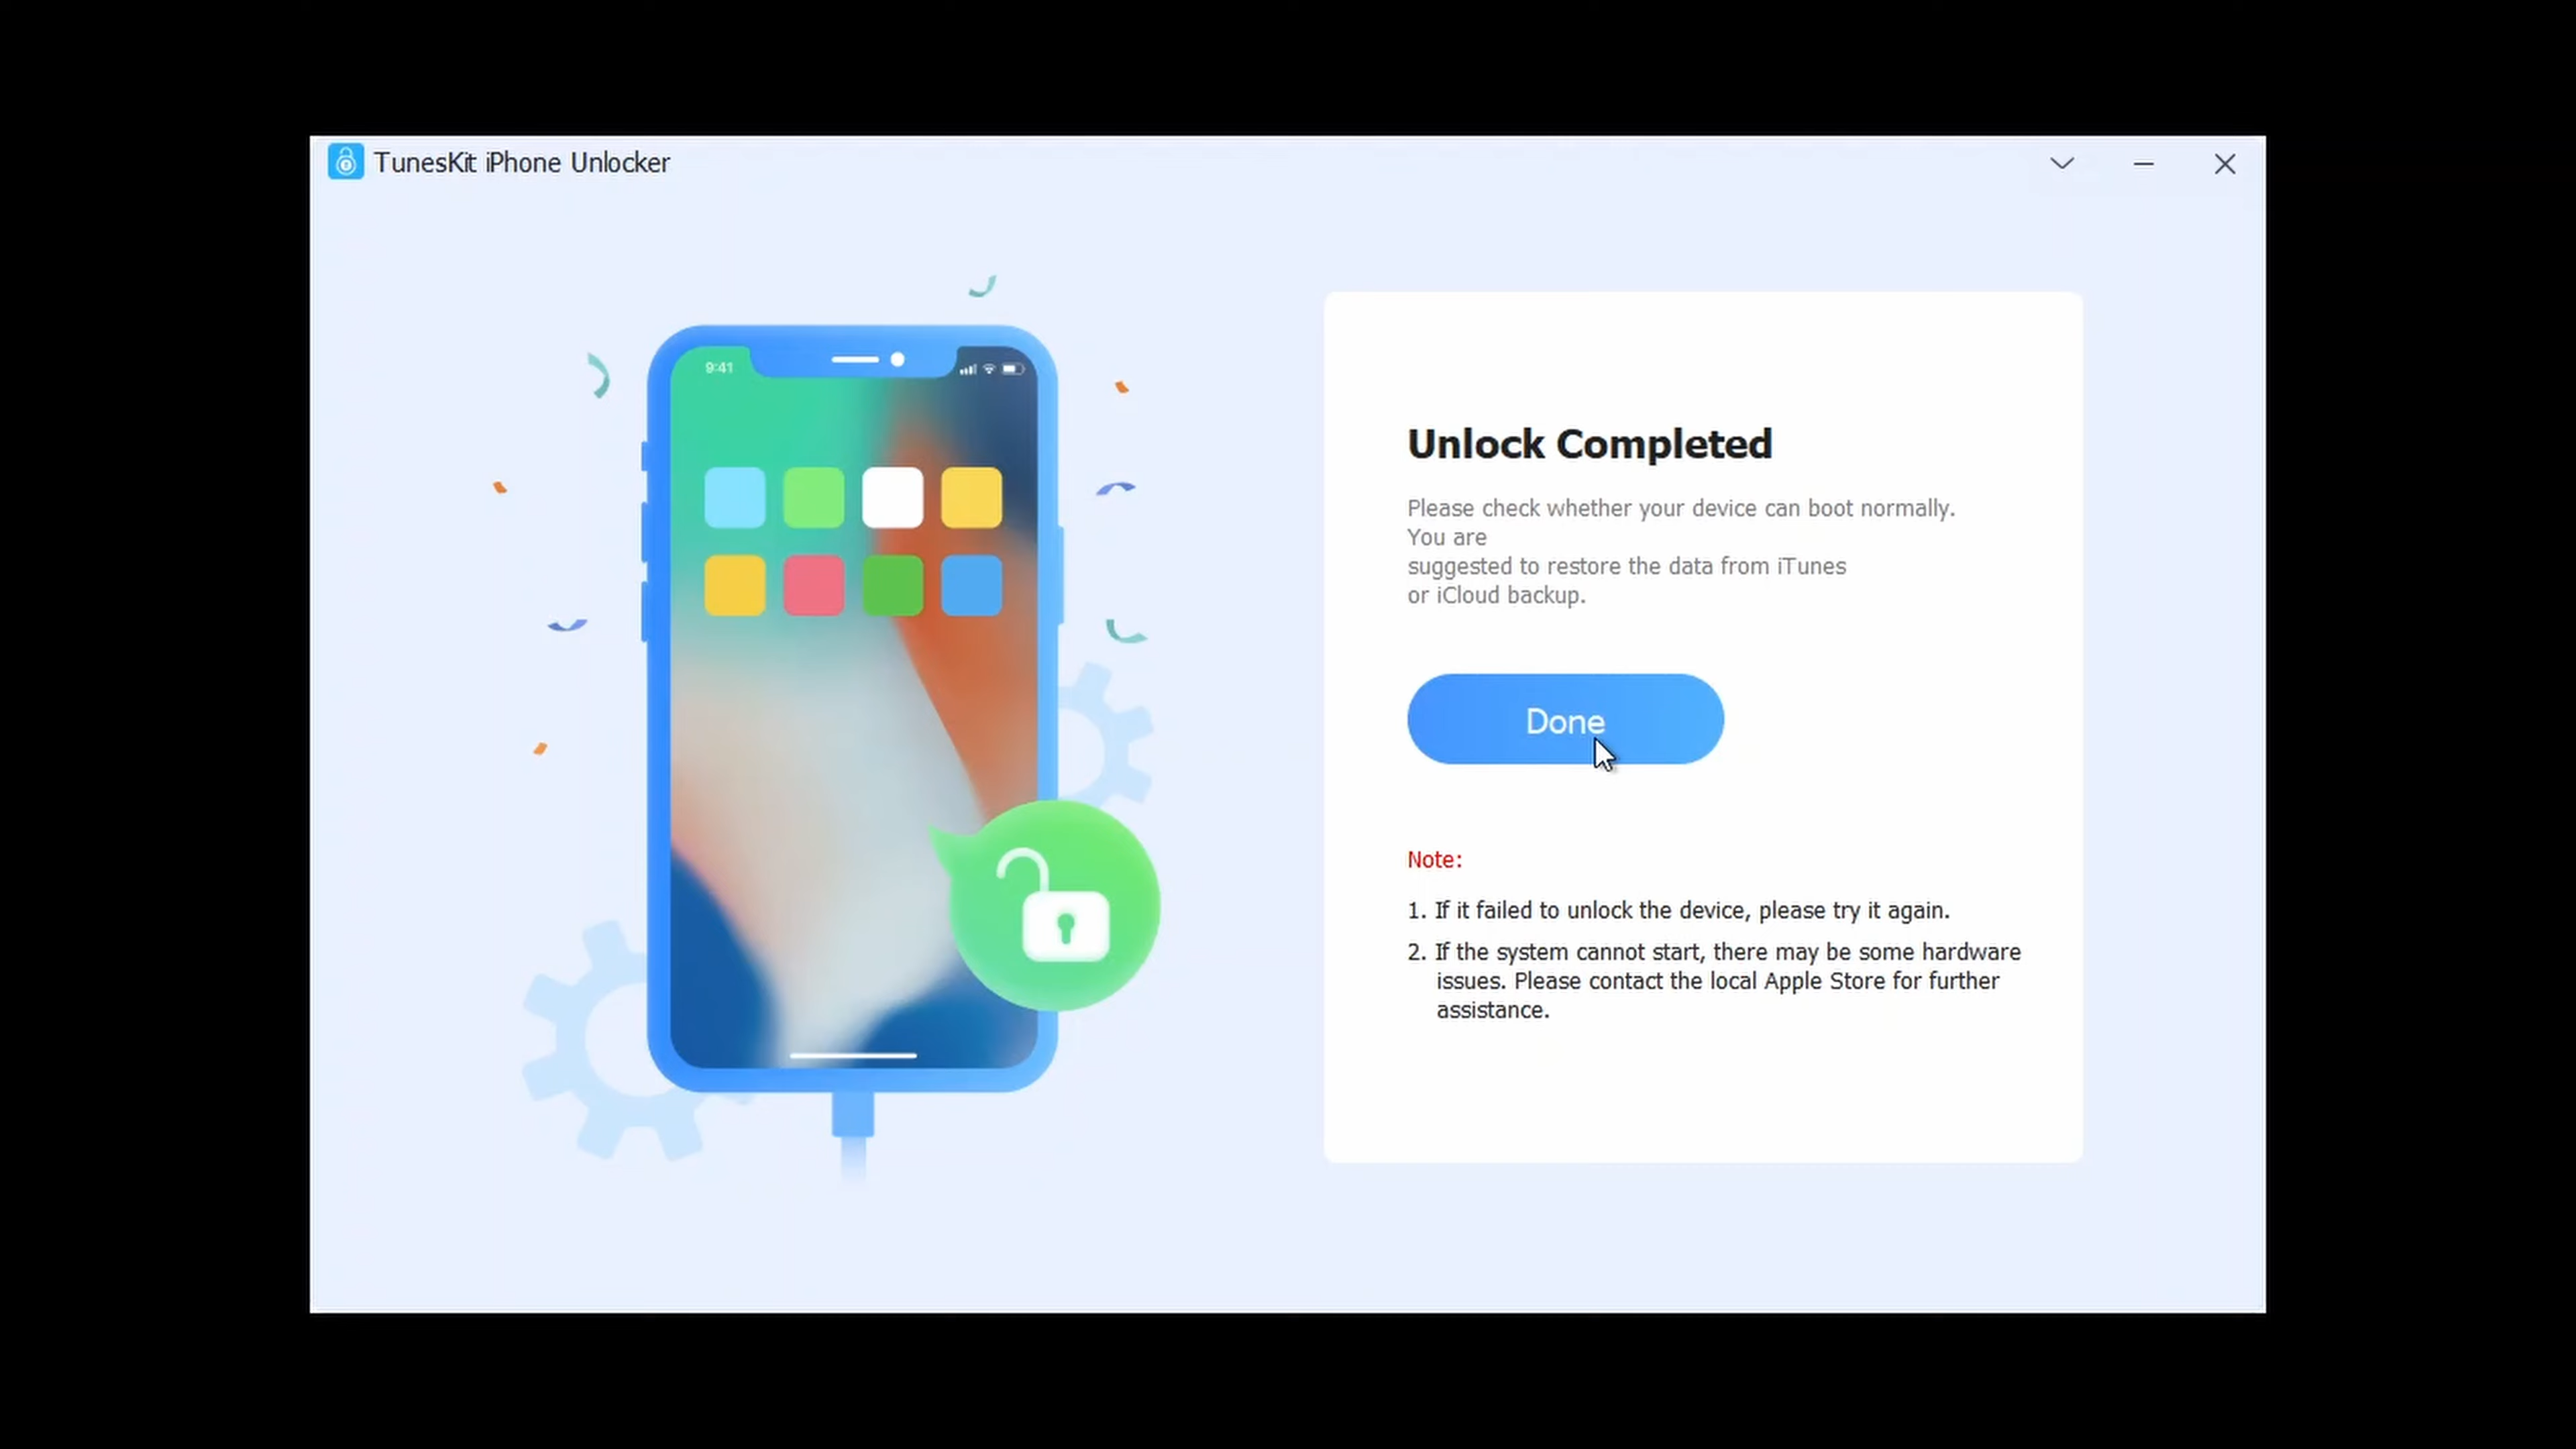 TunesKit iPhone Unlocker
9:41
Unlock Completed
Please check whether your device can boot normally.
You are
suggested to restore the data from iTunes
or iCloud backup.
Done
Note:
1. If it failed to unlock the device, please try it again.
2. If the system cannot start, there may be some hardware
issues. Please contact the local Apple Store for further
assistance.